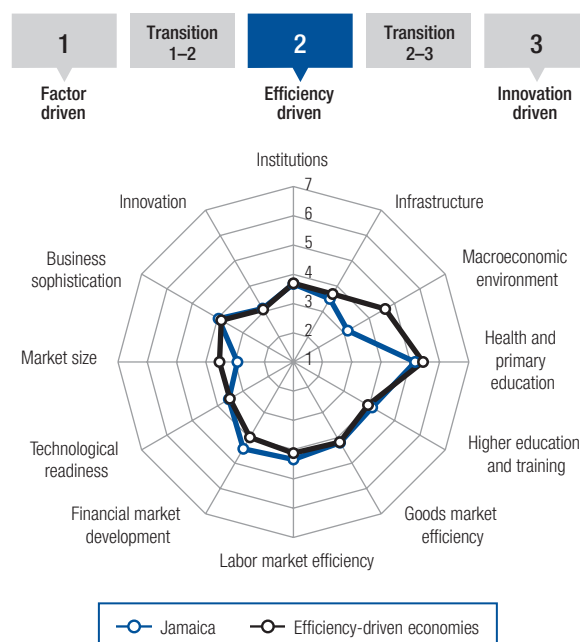 1
Transition
1–2
2
Transition
2–3
3
Factor
driven
Efficiency
driven
Innovation
driven
Institutions
Infrastructure
Macroeconomic
environment
Health and
primary
education
Higher education
and training
Goods market
efficiency
Labor market efficiency
Financial market
development
Technological
readiness
Market size
Business
sophistication
Innovation
7
6
5
4
3
2
1
Jamaica
Efficiency-driven economies